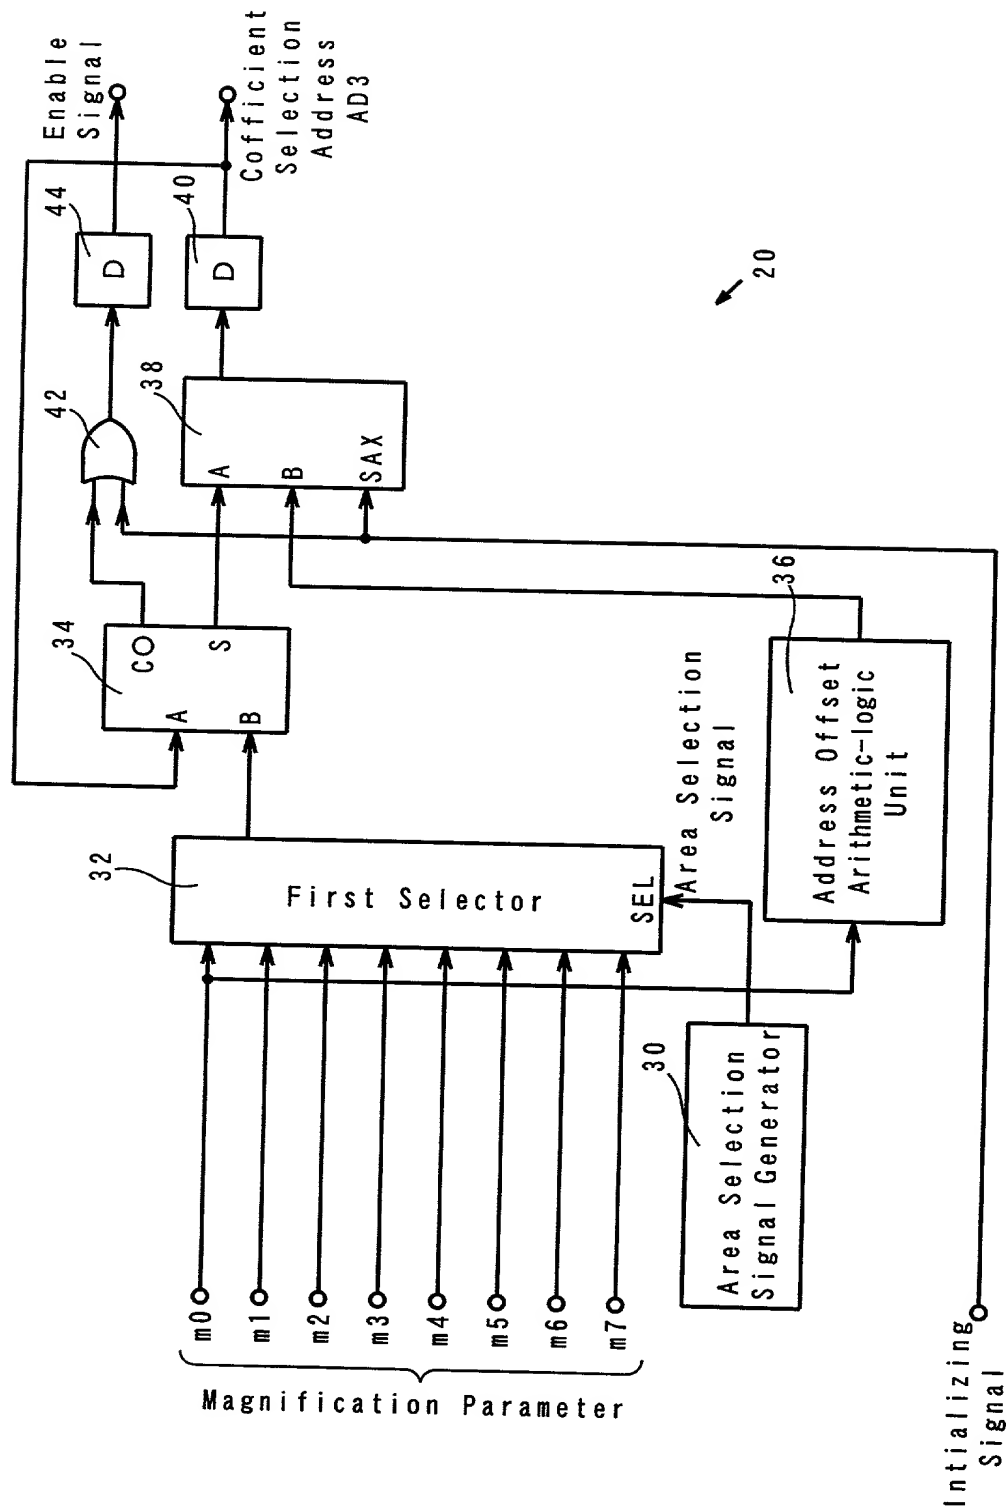 Magnification Parameter
m0
m1
m2
m3
m4
m5
m6
m7
Intializing
Signal
30
Area Selection
Signal Generator
32
First Selector
SEL
Area Selection
Signal
36
Address Offset
Arithmetic-logic
Unit
34
A
B
CO
S
42
38
A
B
SAX
44
D
40
D
Enable
Signal
Cofficient
Selection
Address
AD3
20